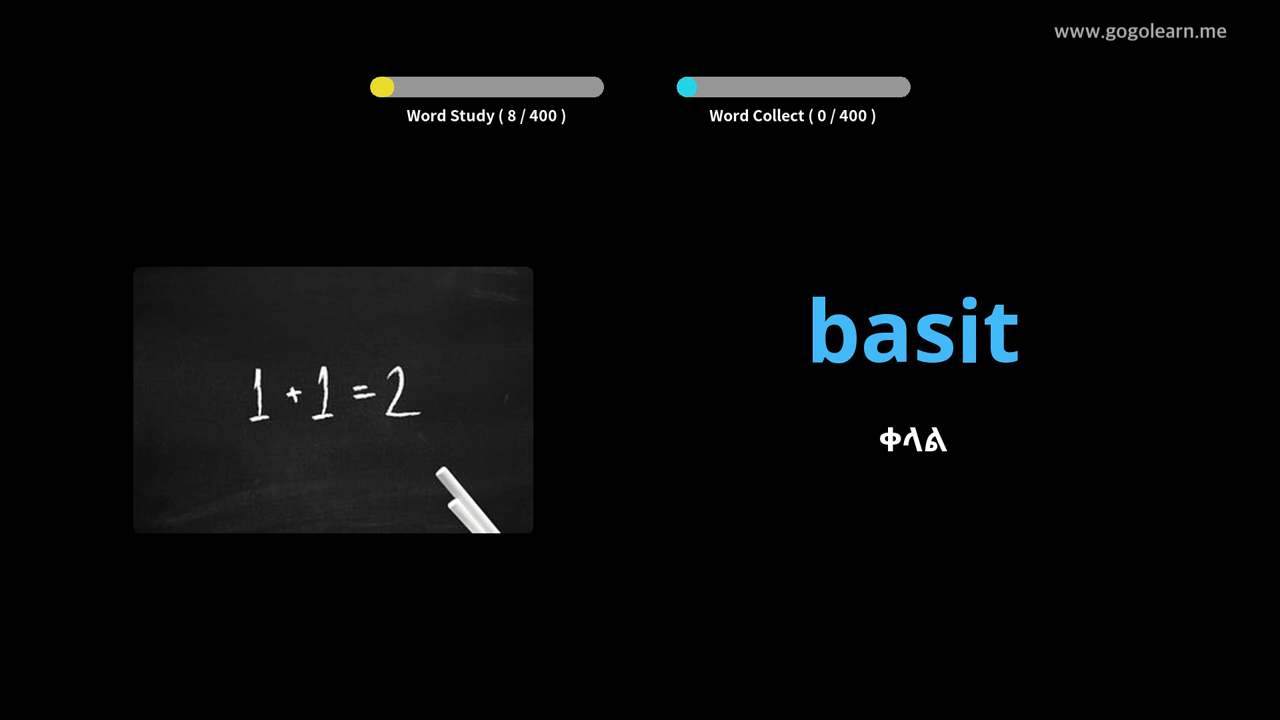 www.gogolearn.me
Word Study ( 8 / 400 )
Word Collect ( 0 / 400 )
1 + 1 = 2
basit
ቀላል